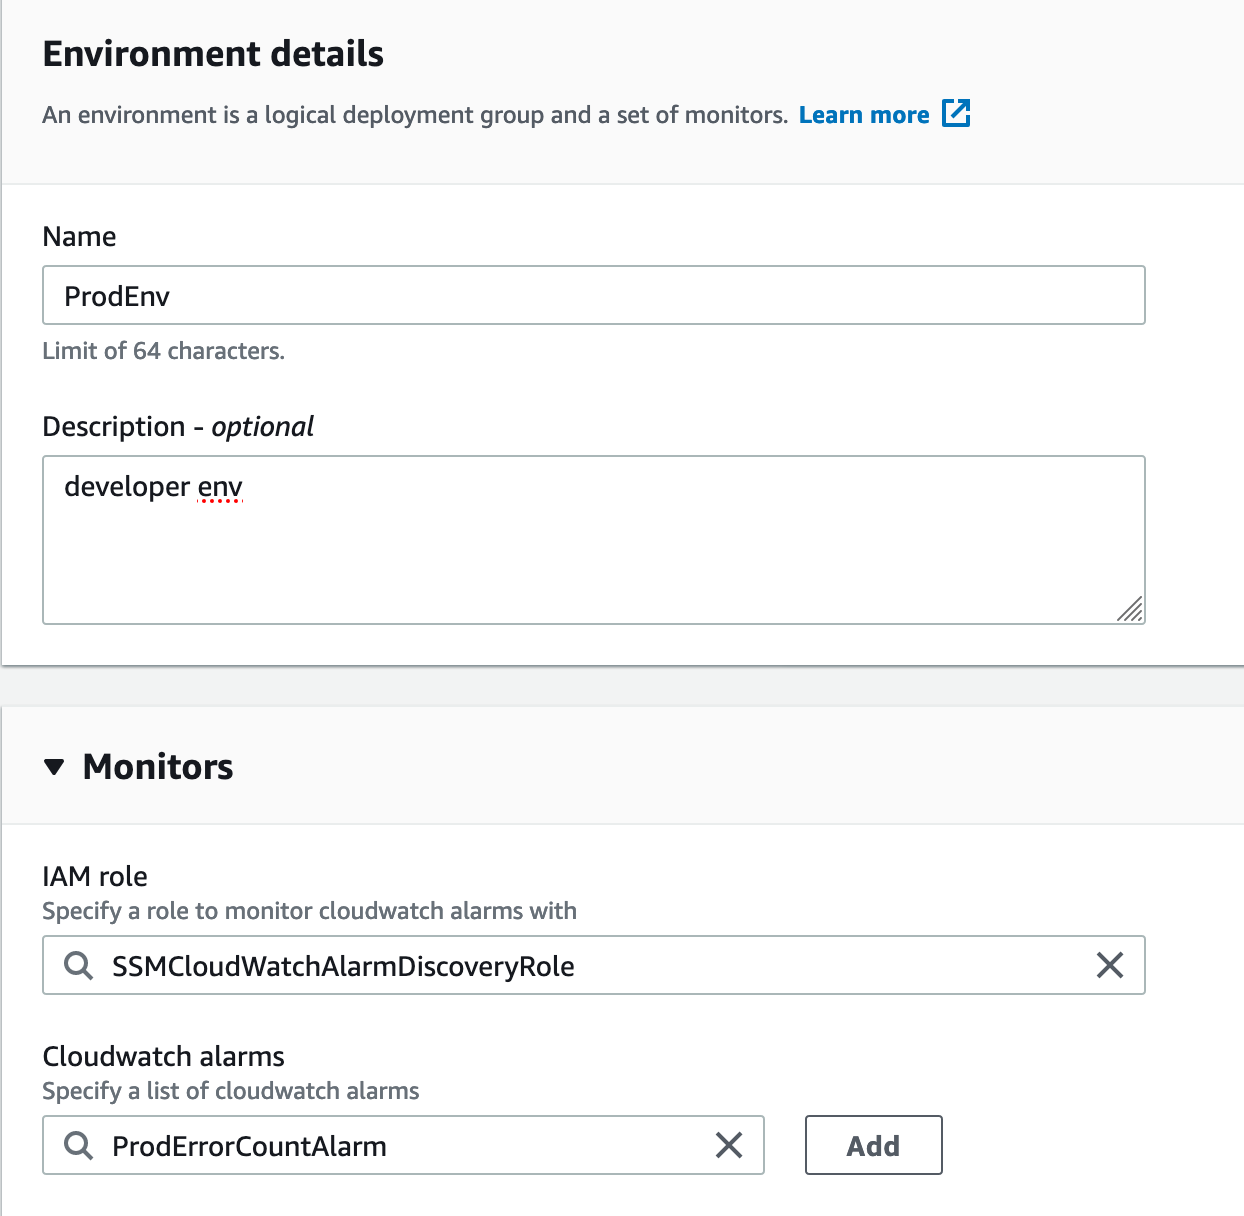 Environment details
An environment is a logical deployment group and a set of monitors. Learn more
Name
ProdEnv
Limit of 64 characters.
Description - optional
developer env
Monitors
IAM role
Specify a role to monitor cloudwatch alarms with
SSMCloudWatchAlarmDiscoveryRole
Cloudwatch alarms
Specify a list of cloudwatch alarms
ProdErrorCountAlarm
Add